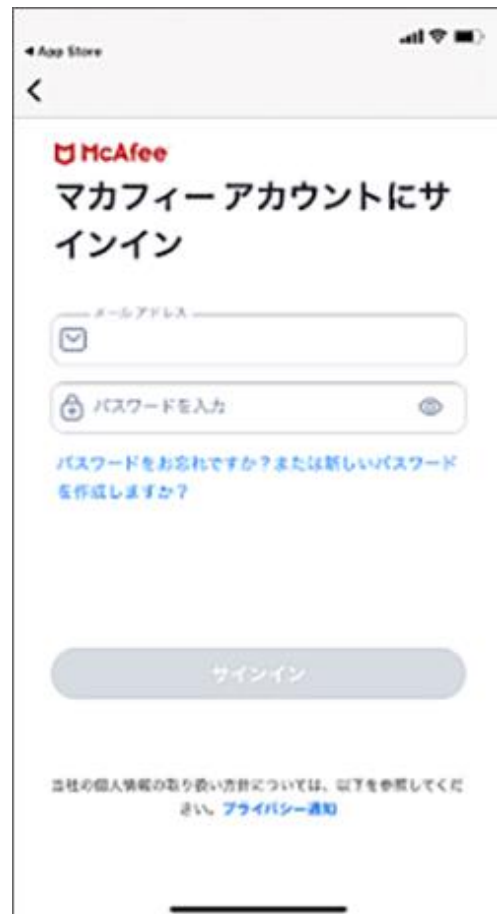 ◀ App Store
McAfee
マカフィー アカウントにサ
インイン
メールアドレス
パスワードを入力
パスワードをお忘れですか？または新しいパスワード
を作成しますか？
サインイン
当社の個人情報の取り扱い方針については、以下を参照してくだ
さい。プライバシー通知